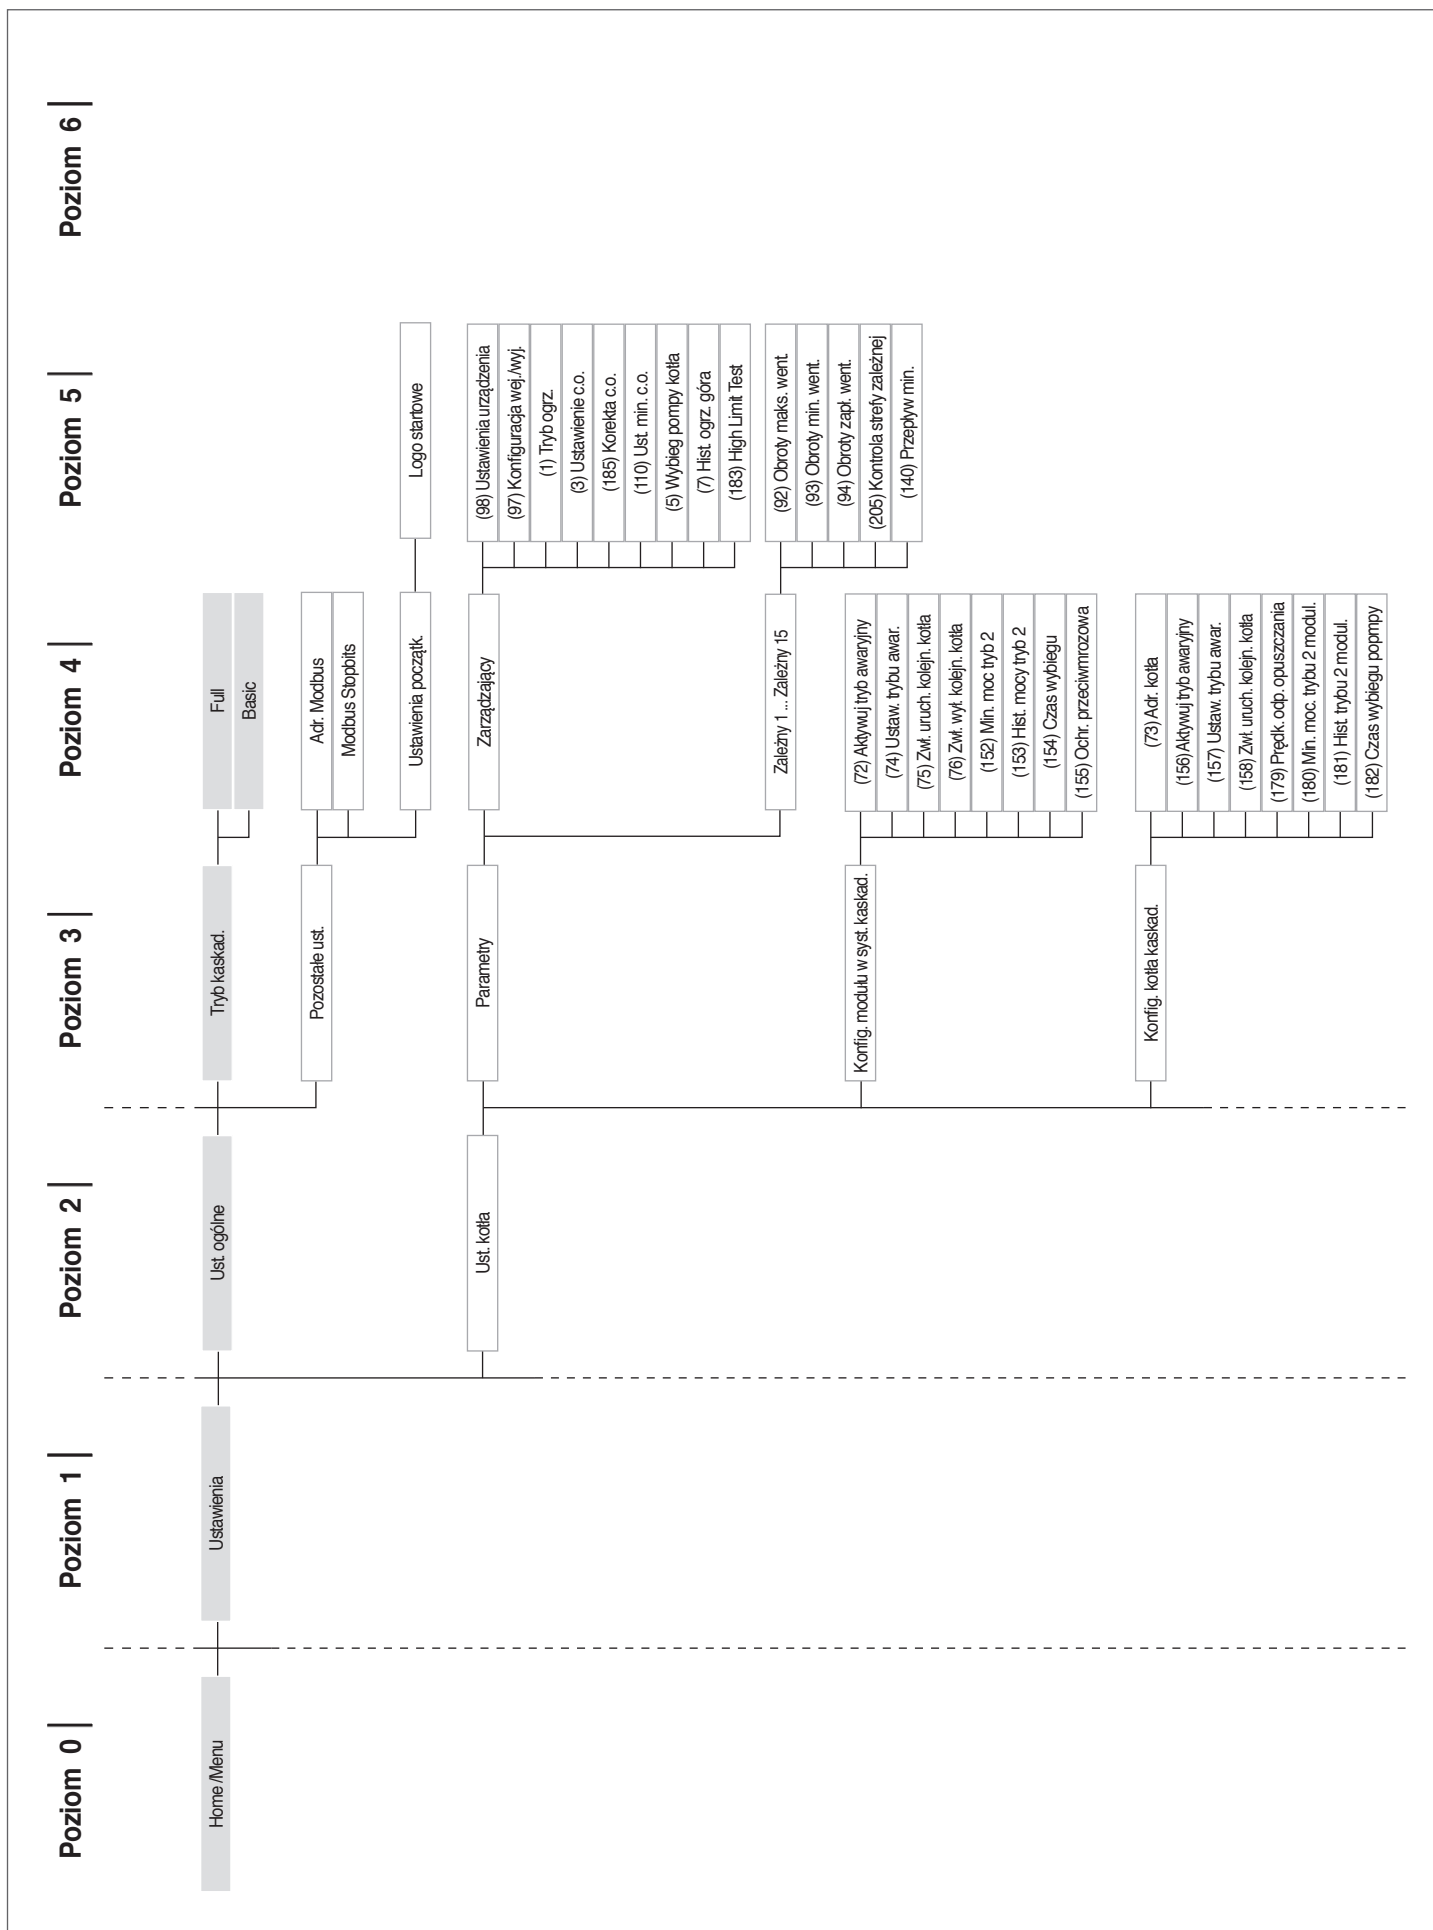 Poziom 0
Poziom 1
Poziom 2
Poziom 3
Poziom 4
Poziom 5
Poziom 6
Home /Menu
Ustawienia
Ust. ogólne
Tryb kaskad.
Full
Basic
Pozostałe ust.
Adr. Modbus
Modbus Stopbits
Ustawienia początk.
Logo startowe
Ust. kotła
Parametry
Zarządzający
(98) Ustawienia urządzenia
(97) Konfiguracja wej./wyj.
(1) Tryb ogrz.
(3) Ustawienie c.o.
(185) Korekta c.o.
(110) Ust. min. c.o.
(5) Wybieg pompy kotła
(7) Hist. ogrz. góra
(183) High Limit Test
Zależny 1 ... Zależny 15
(92) Obroty maks. went.
(93) Obroty min. went.
(94) Obroty zapł. went.
(205) Kontrola strefy zależnej
(140) Przepływ min.
Konfig. modułu w syst. kaskad.
(72) Aktywuj tryb awaryjny
(74) Ustaw. trybu awar.
(75) Zwł. uruch. kolejn. kotła
(76) Zwł. wył. kolejn. kotła
(152) Min. moc tryb 2
(153) Hist. mocy tryb 2
(154) Czas wybiegu
(155) Ochr. przeciwmrozowa
Konfig. kotła kaskad.
(73) Adr. kotła
(156) Aktywuj tryb awaryjny
(157) Ustaw. trybu awar.
(158) Zwł. uruch. kolejn. kotła
(179) Prędk. odp. opuszczania
(180) Min. moc. trybu 2 modul.
(181) Hist. trybu 2 modul.
(182) Czas wybiegu popmpy